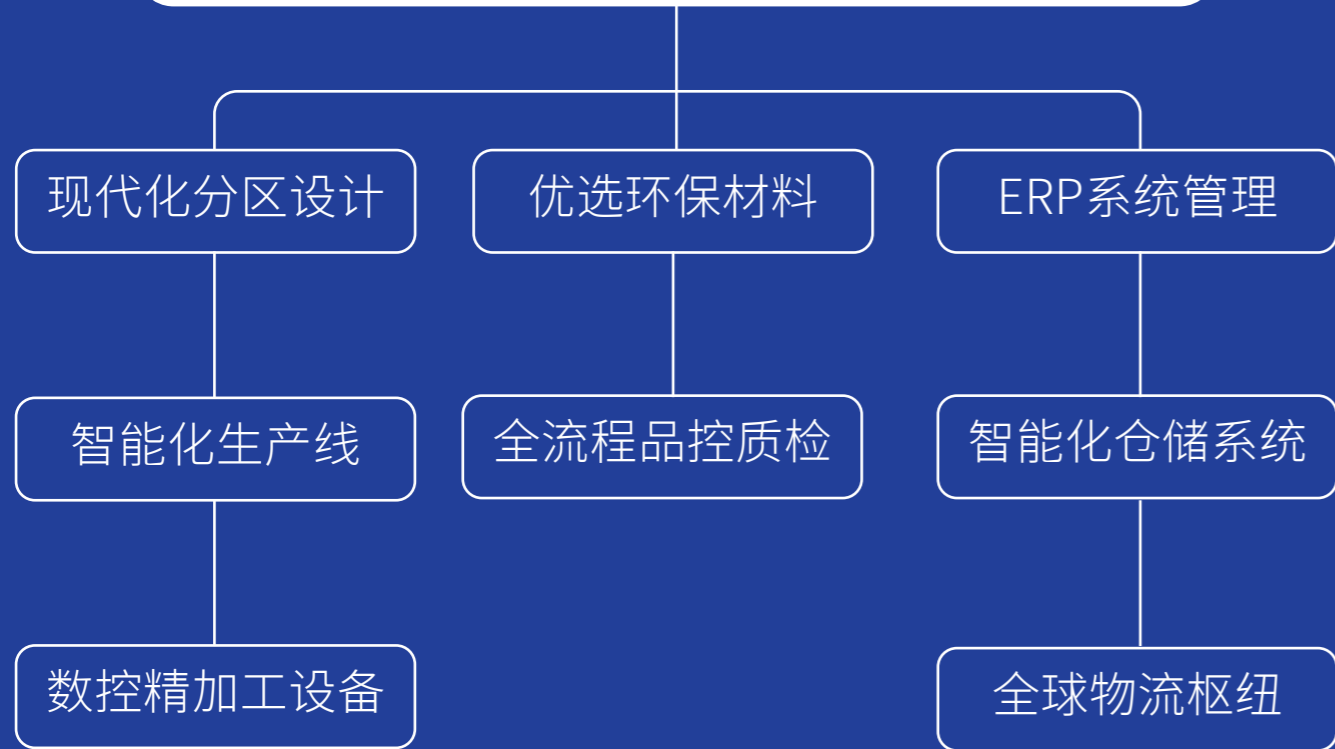 现代化分区设计
优选环保材料
ERP系统管理
智能化生产线
全流程品控质检
智能化仓储系统
数控精加工设备
全球物流枢纽